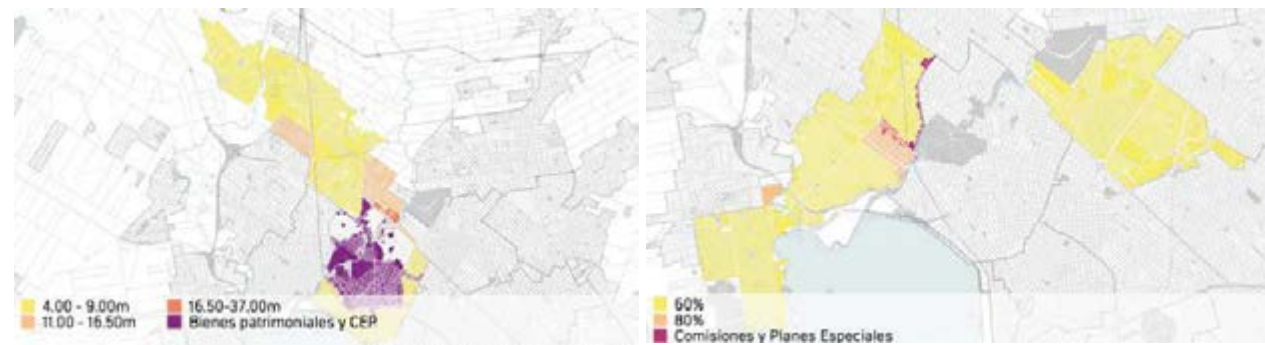 4.00 - 9.00m
11.00 - 16.50m
16.50-37.00m
Bienes patrimoniales y CEP
60%
80%
Comisiones y Planes Especiales